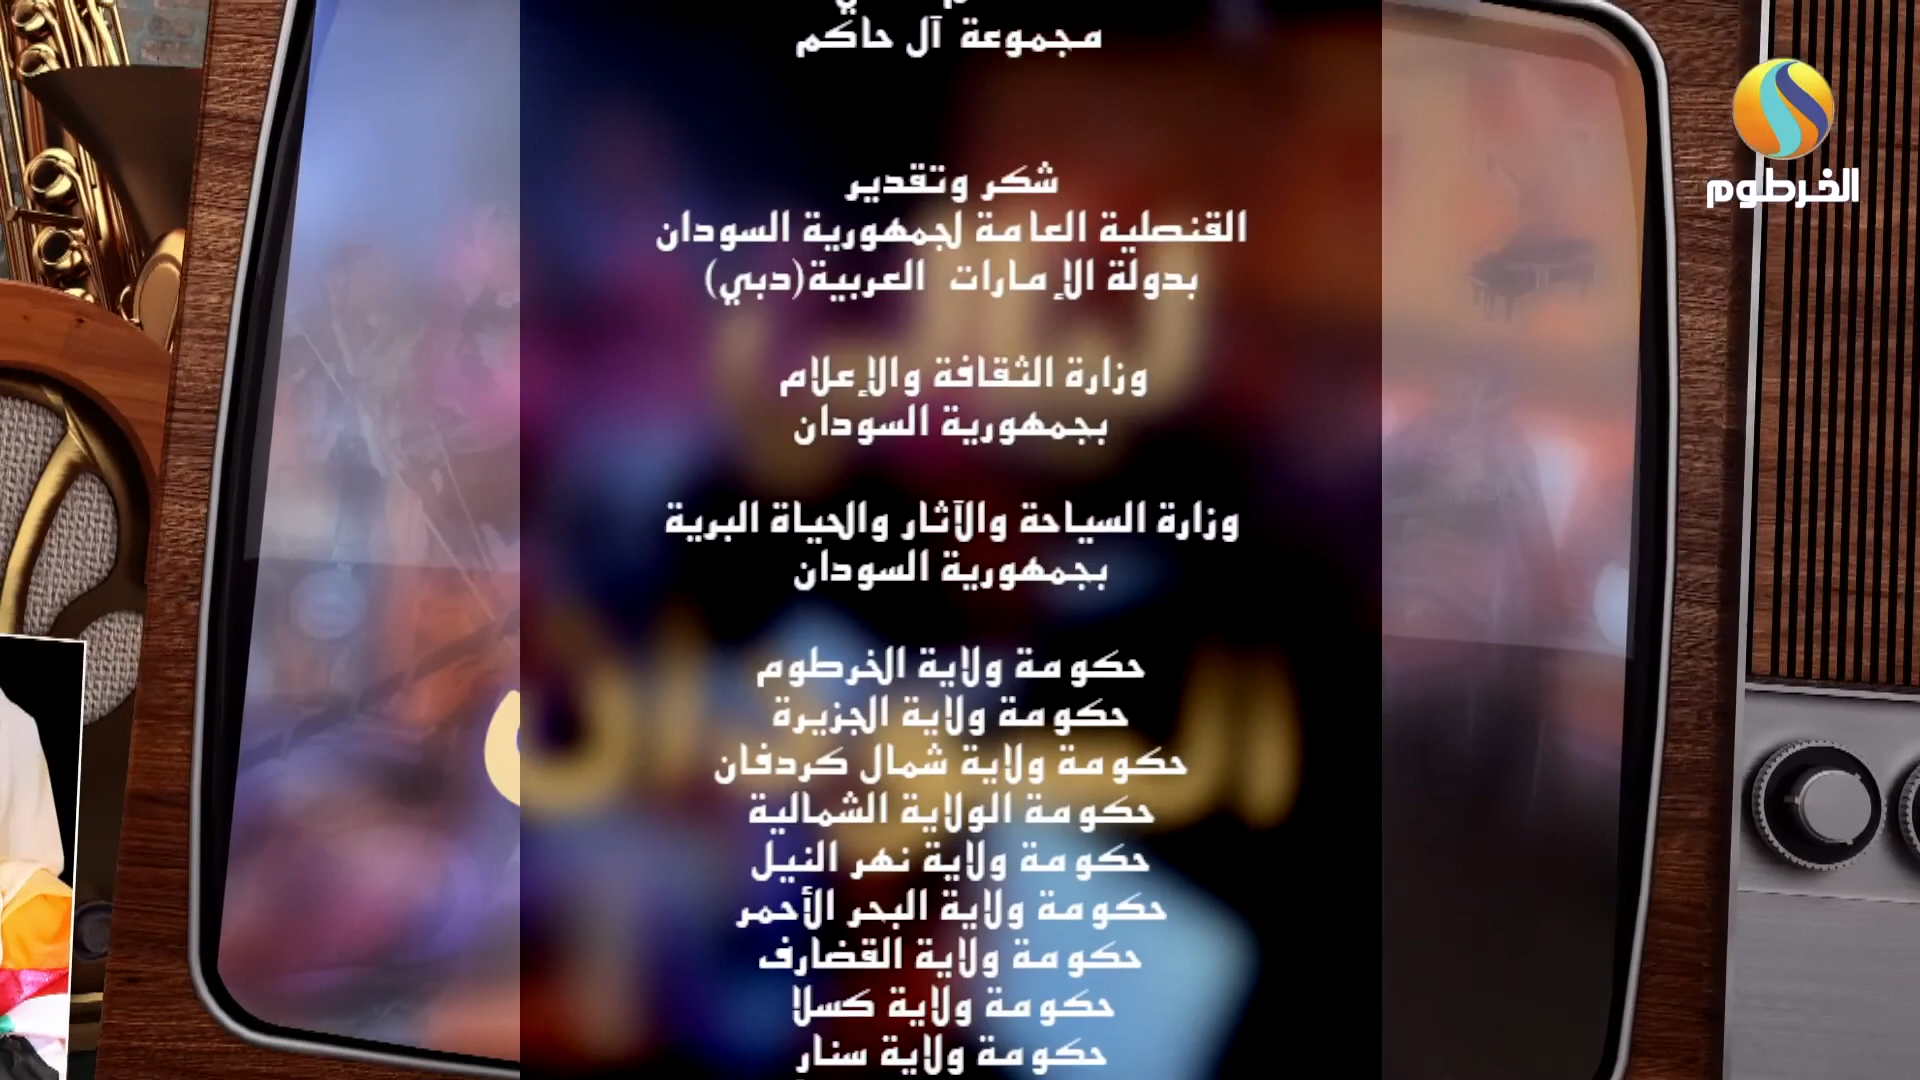 مجموعة آل حاكم
شكر وتقدير
القنصلية العامة لجمهورية السودان
بدولة الإمارات العربية(دبي)
وزارة الثقافة والإعلام
بجمهورية السودان
وزارة السياحة والآثار والحياة البرية
بجمهورية السودان
حكومة ولاية الخرطوم
حكومة ولاية الجزيرة
حكومة ولاية شمال كردفان
حكومة الولاية الشمالية
حكومة ولاية نهر النيل
حكومة ولاية البحر الأحمر
حكومة ولاية القضارف
حكومة ولاية كسلا
حكومة ولاية سنار
الخرطوم